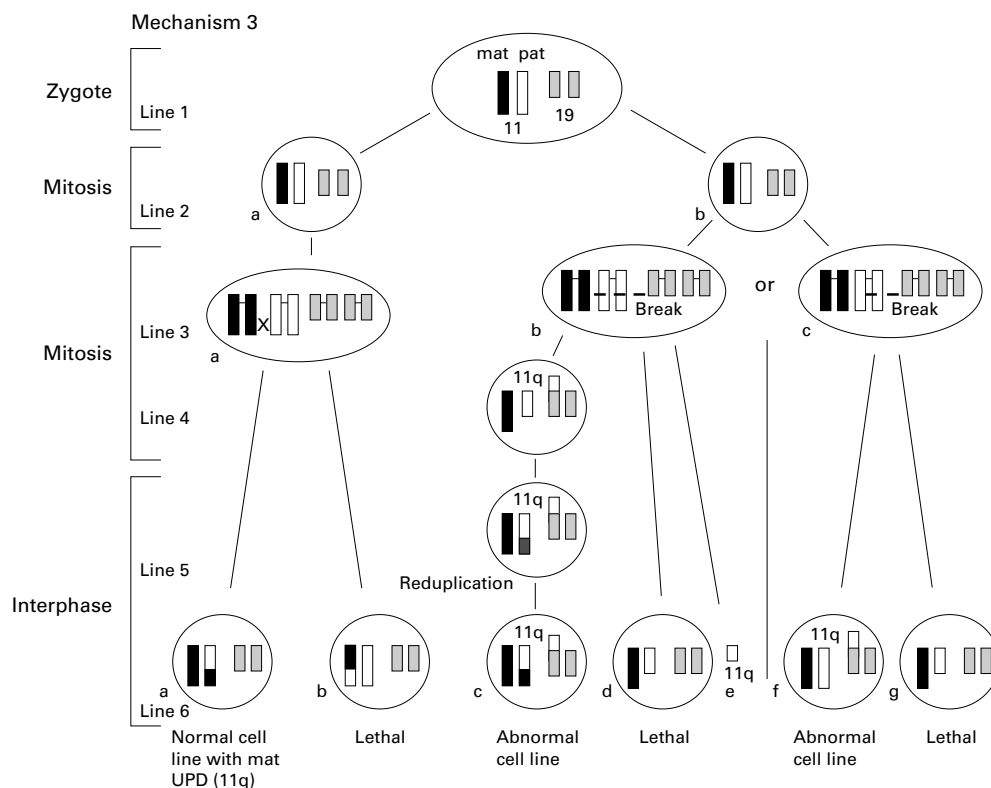 Mechanism 3
Zygote
Line 1
mat pat
11
19
Mitosis
Line 2
a
b
Mitosis
Line 3
a
X
b
Break
or
c
Break
Line 4
11q
Interphase
Line 5
11q
Reduplication
Line 6
a
b
11q
c
d
e
11q
f
11q
g
Normal cell
line with mat
UPD (11q)
Lethal
Abnormal
cell line
Lethal
Abnormal
cell line
Lethal